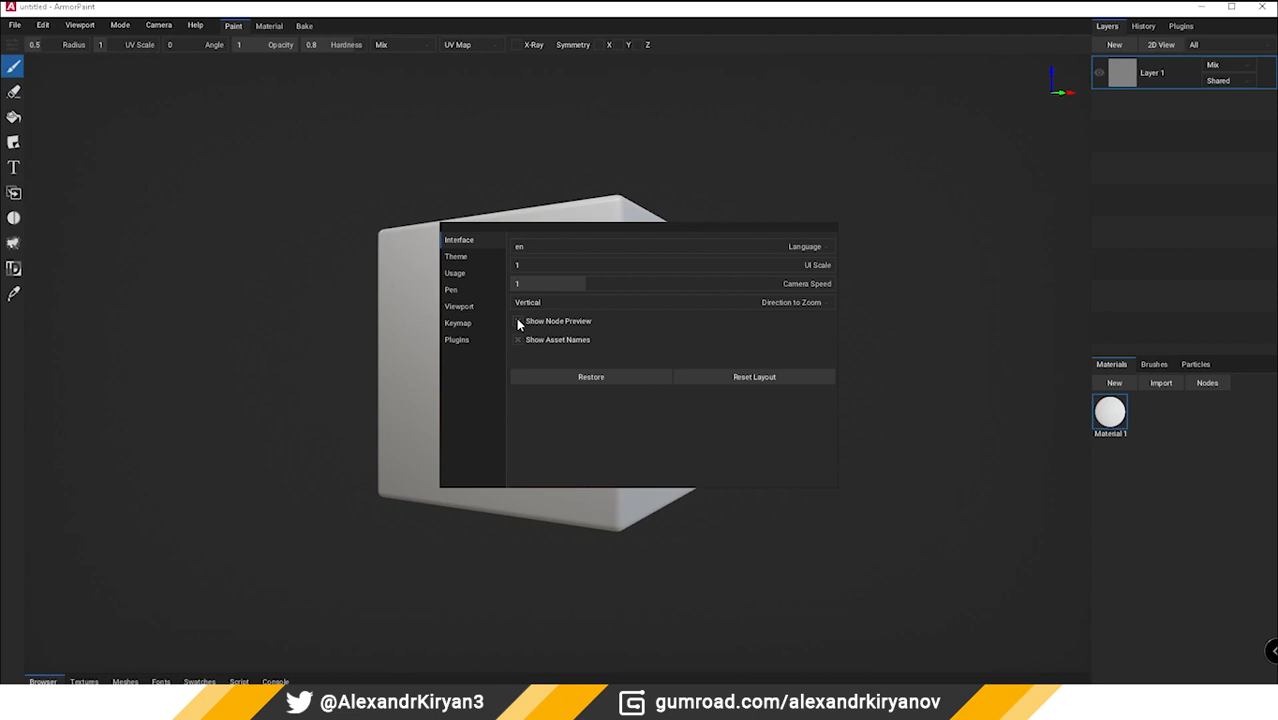 untitled - ArmorPaint
File Edit Viewport Mode Camera Help Paint Material Bake
Layers History Plugins
0.5 Radius 1 UV Scale 0 Angle 1 Opacity 0.8 Hardness Mix UV Map X-Ray Symmetry X Y Z
New 2D View All
Layer 1 Mix
Shared
Interface
Theme
Usage
Pen
Viewport
Keymap
Plugins
en Language
1 UI Scale
1 Camera Speed
Vertical Direction to Zoom
Show Node Preview
Show Asset Names
Restore Reset Layout
Materials Brushes Particles
New Import Nodes
Material 1
Browser Textures Meshes Fonts Swatches Script Console
@AlexandrKiryan3 gumroad.com/alexandrkiryanov